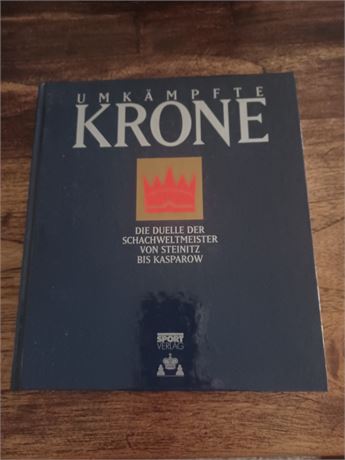 UMKÄMPFTE
KRONE
DIE DUELLE DER
SCHACHWELTMEISTER
VON STEINITZ
BIS KASPAROW
SPORT
VERLAG